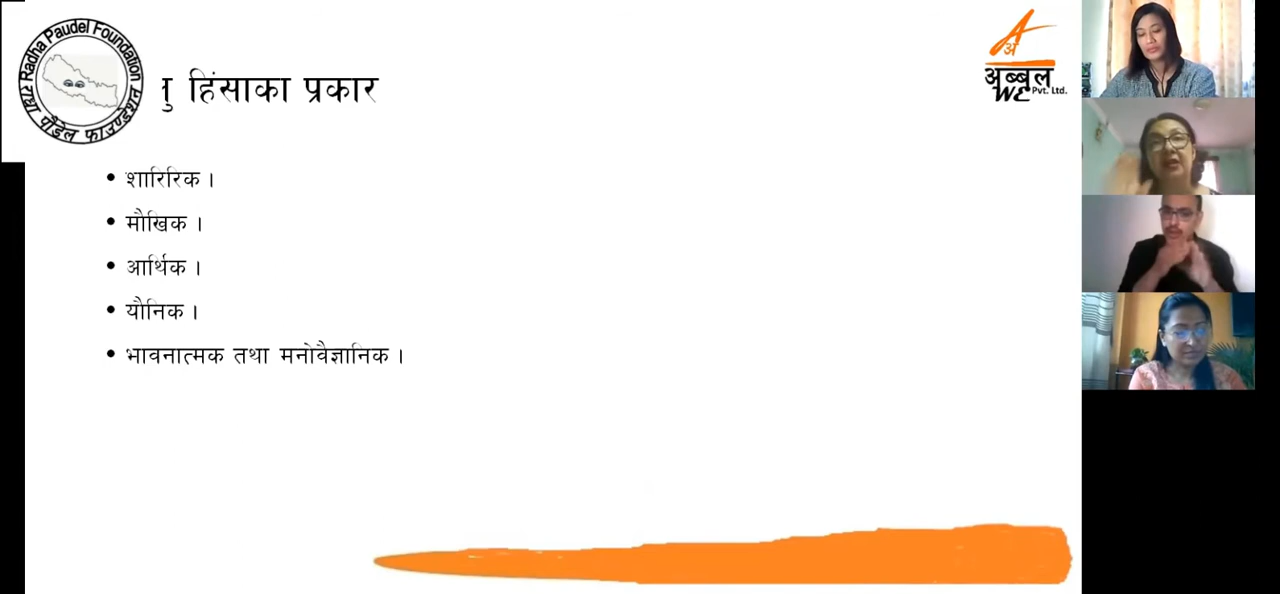 Radha Paudel Foundation
राधा पौडेल फाउण्डेशन
हिंसाका प्रकार
अ
अब्बल
WE Pvt. Ltd.
• शारिरिक ।
• मौखिक ।
• आर्थिक ।
• यौनिक ।
• भावनात्मक तथा मनोवैज्ञानिक ।